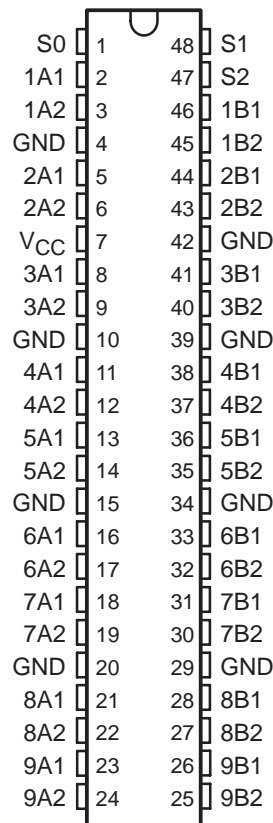 S0 1 48 S1
1A1 2 47 S2
1A2 3 46 1B1
GND 4 45 1B2
2A1 5 44 2B1
2A2 6 43 2B2
VCC 7 42 GND
3A1 8 41 3B1
3A2 9 40 3B2
GND 10 39 GND
4A1 11 38 4B1
4A2 12 37 4B2
5A1 13 36 5B1
5A2 14 35 5B2
GND 15 34 GND
6A1 16 33 6B1
6A2 17 32 6B2
7A1 18 31 7B1
7A2 19 30 7B2
GND 20 29 GND
8A1 21 28 8B1
8A2 22 27 8B2
9A1 23 26 9B1
9A2 24 25 9B2